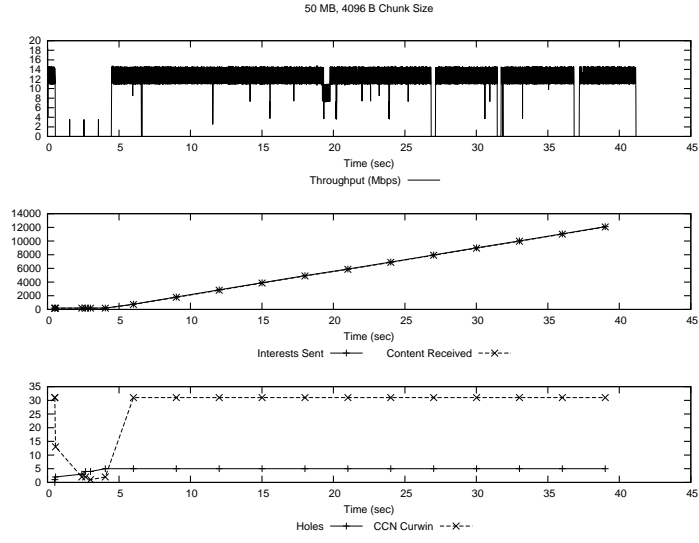 50 MB, 4096 B Chunk Size
20
18
16
14
12
10
8
6
4
2
0
0 5 10 15 20 25 30 35 40 45
Time (sec)
Throughput (Mbps)
14000
12000
10000
8000
6000
4000
2000
0
0 5 10 15 20 25 30 35 40 45
Time (sec)
Interests Sent Content Received
35
30
25
20
15
10
5
0
0 5 10 15 20 25 30 35 40 45
Time (sec)
Holes CCN Curwin